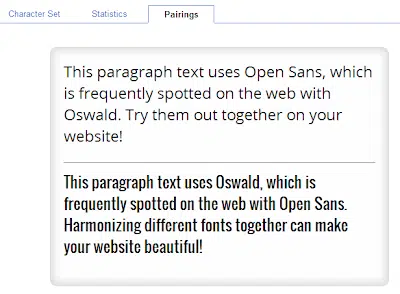 Character Set Statistics Pairings
This paragraph text uses Open Sans, which
is frequently spotted on the web with
Oswald. Try them out together on your
website!
This paragraph text uses Oswald, which is
frequently spotted on the web with Open Sans.
Harmonizing different fonts together can make
your website beautiful!